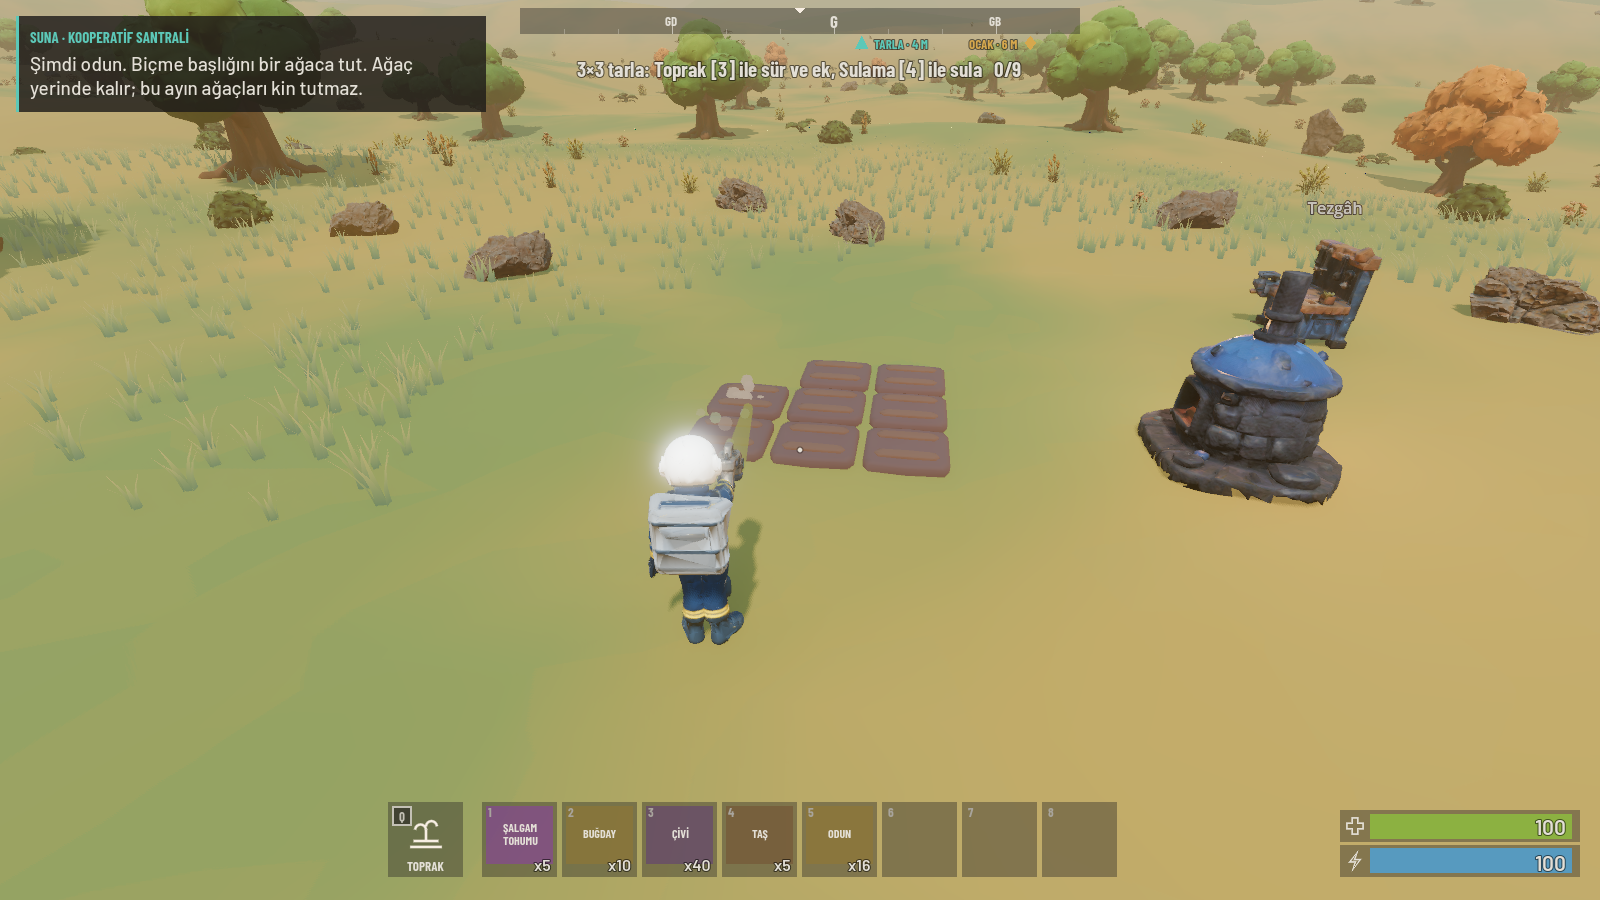 SUNA · KOOPERATİF SANTRALİ
Şimdi odun. Biçme başlığını bir ağaca tut. Ağaç
yerinde kalır; bu ayın ağaçları kin tutmaz.
GD
G
GB
TARLA · 4 M
OCAK · 6 M
3×3 tarla: Toprak [3] ile sür ve ek, Sulama [4] ile sula 0/9
Tezgâh
Q
TOPRAK
1
ŞALGAM
TOHUMU
x5
2
BUĞDAY
x10
3
ÇİVİ
x40
4
TAŞ
x5
5
ODUN
x16
6
7
8
100
100